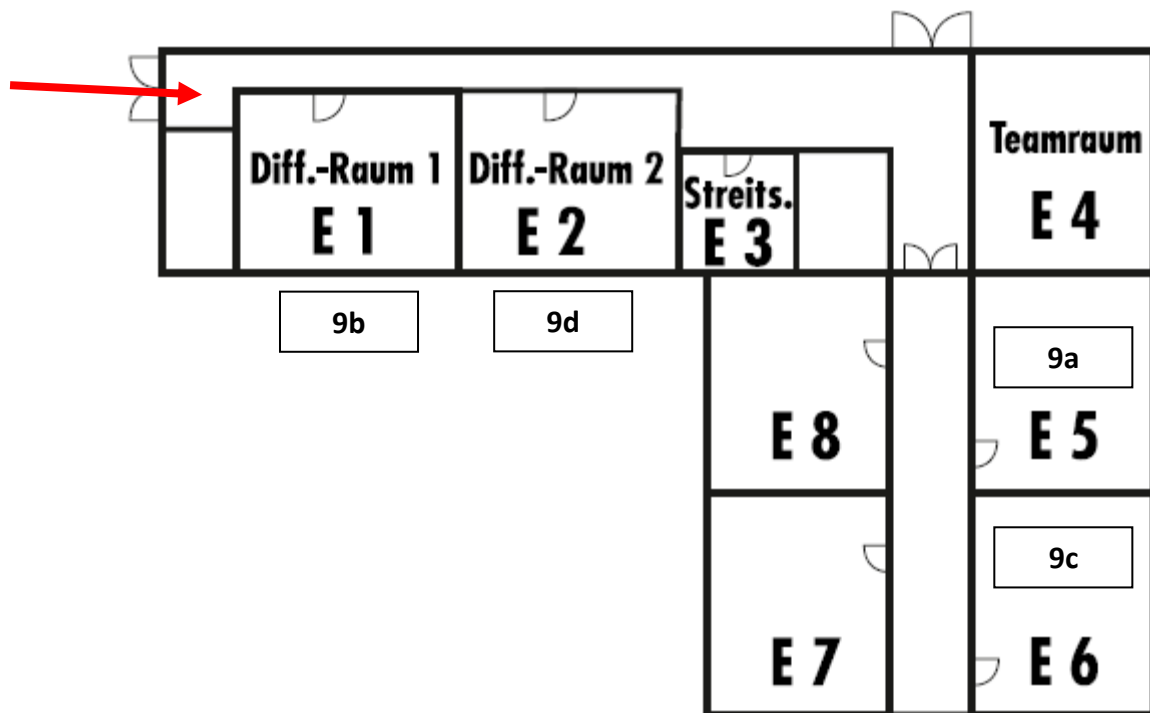 Diff.-Raum 1
E 1
Diff.-Raum 2
E 2
Streits.
E 3
Teamraum
E 4
9b
9d
9a
E 5
E 8
9c
E 6
E 7